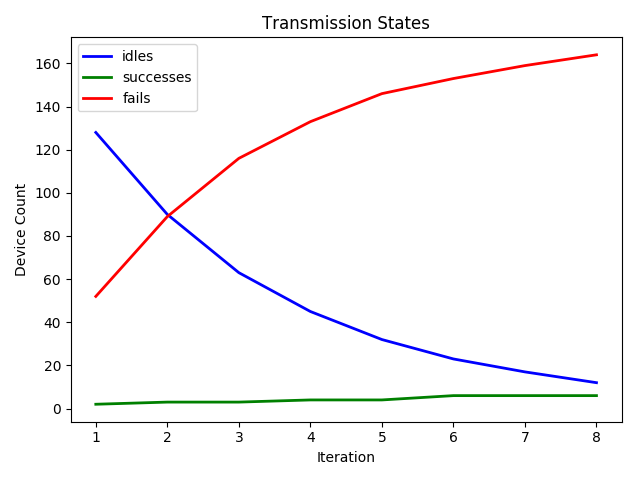 Transmission States
idles
successes
fails
160
140
120
100
80
60
40
20
0
Device Count
1 2 3 4 5 6 7 8
Iteration